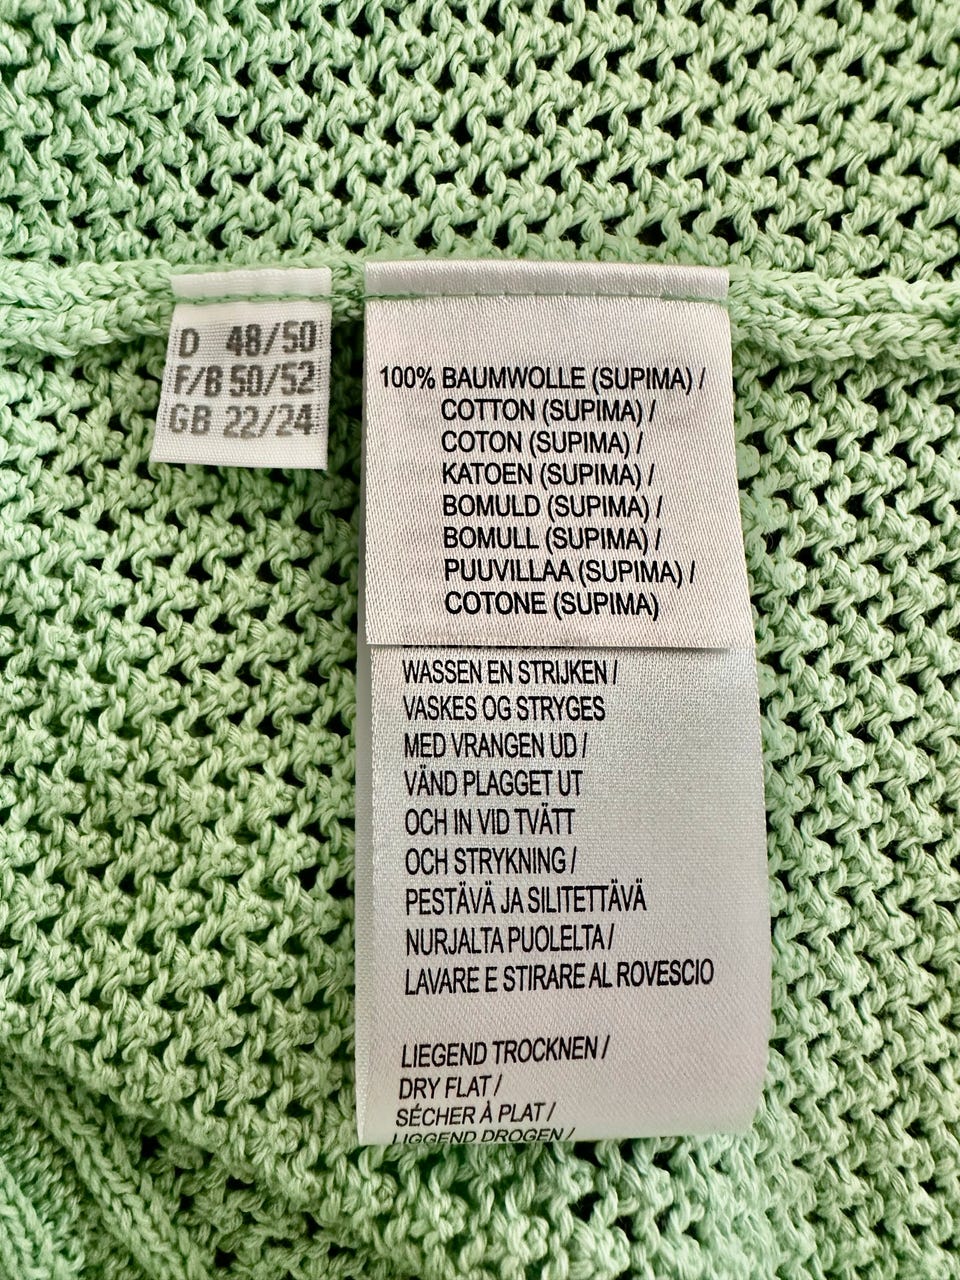 D 48/50
F/B 50/52
GB 22/24
100% BAUMWOLLE (SUPIMA) /
COTTON (SUPIMA) /
COTON (SUPIMA) /
KATOEN (SUPIMA) /
BOMULD (SUPIMA) /
BOMULL (SUPIMA) /
PUUVILLAA (SUPIMA) /
COTONE (SUPIMA)
WASSEN EN STRIJKEN /
VASKES OG STRYGES
MED VRANGEN UD /
VÄND PLAGGET UT
OCH IN VID TVÄTT
OCH STRYKNING /
PESTÄVÄ JA SILITETTÄVÄ
NURJALTA PUOLELTA /
LAVARE E STIRARE AL ROVESCIO
LIEGEND TROCKNEN /
DRY FLAT /
SÉCHER À PLAT /
LIGGEND DROGEN /